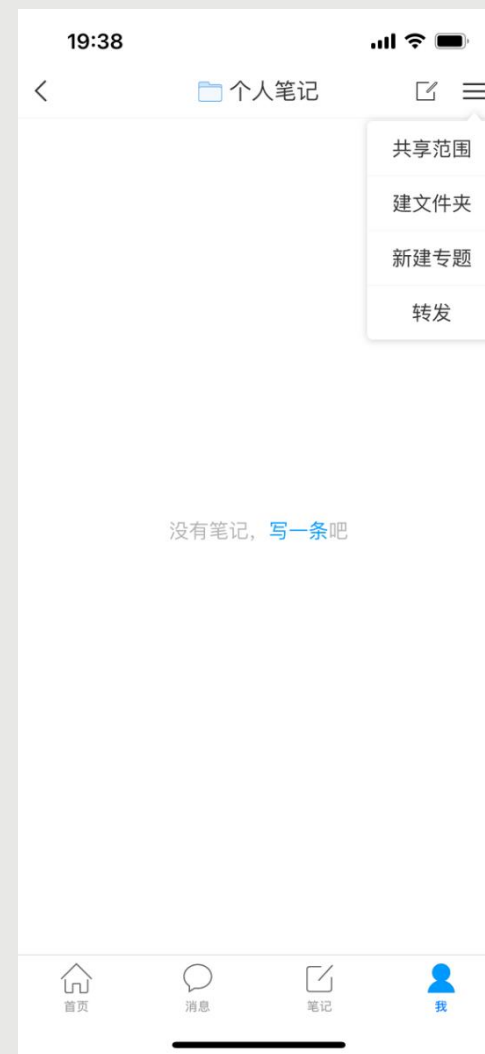 19:38
个人笔记
共享范围
建文件夹
新建专题
转发
没有笔记，写一条吧
首页
消息
笔记
我